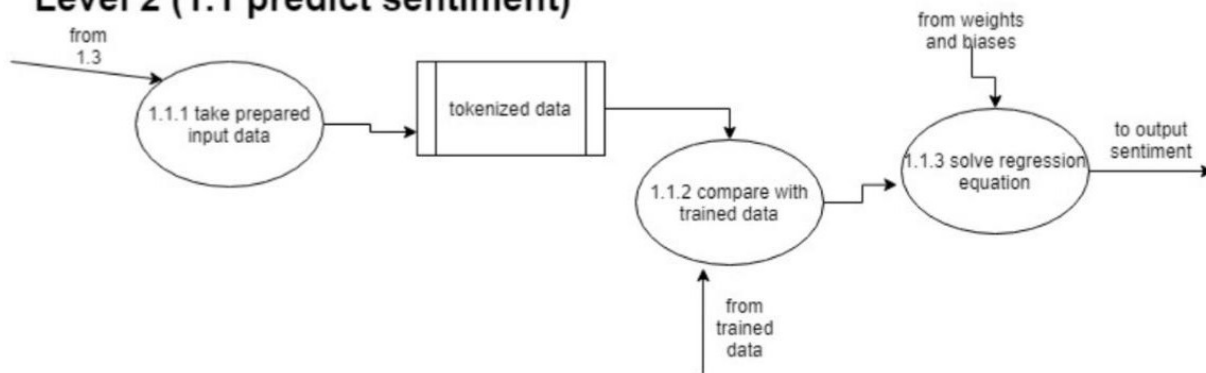 Level 2 (1.1 predict sentiment)
from
1.3
1.1.1 take prepared
input data
tokenized data
1.1.2 compare with
trained data
from
trained
data
from weights
and biases
1.1.3 solve regression
equation
to output
sentiment